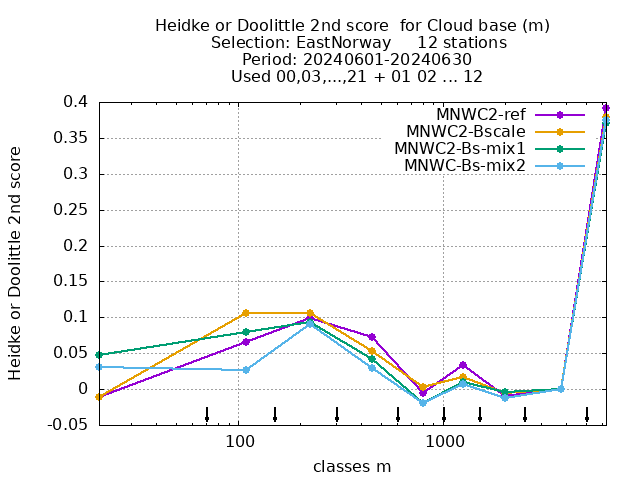 Heidke or Doolittle 2nd score  for Cloud base (m)
Selection: EastNorway     12 stations
Period: 20240601-20240630
Used 00,03,...,21 + 01 02 ... 12
MNWC2-ref
MNWC2-Bscale
MNWC2-Bs-mix1
MNWC-Bs-mix2
Heidke or Doolittle 2nd score
0.4
0.35
0.3
0.25
0.2
0.15
0.1
0.05
0
-0.05
100 1000
classes m